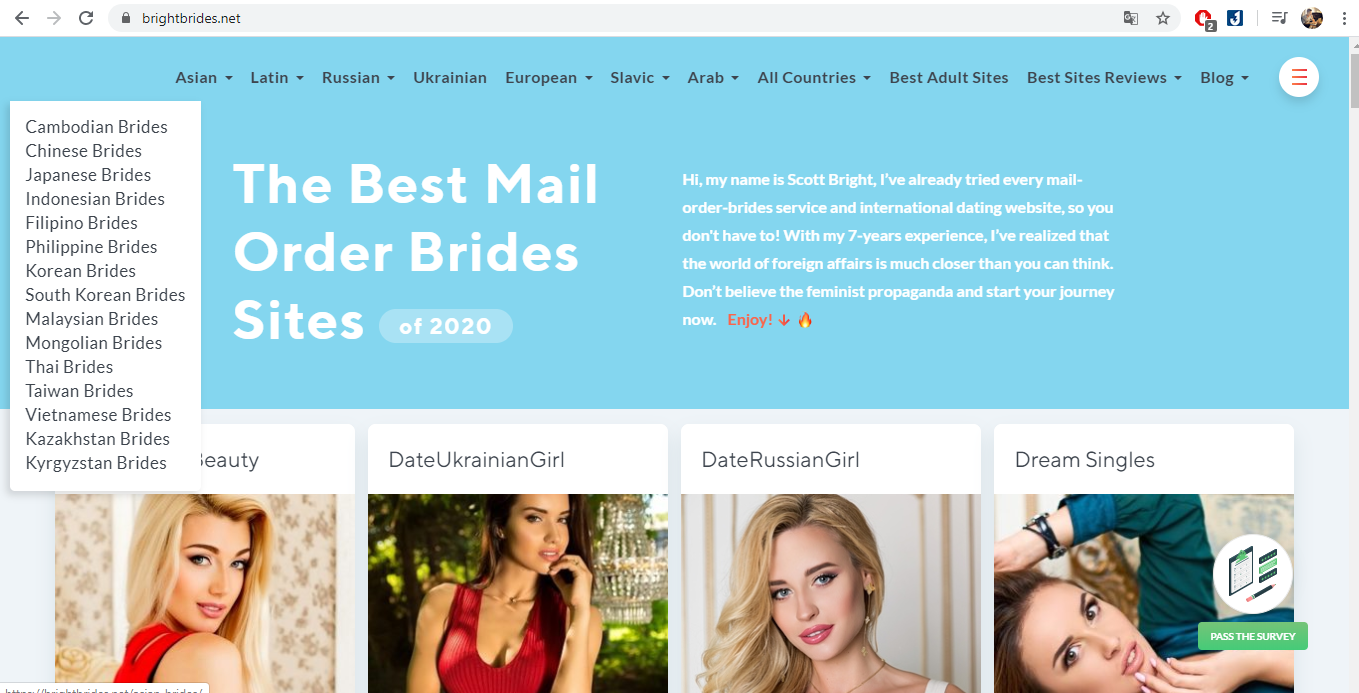 brightbrides.net
2
Asian Latin Russian Ukrainian European Slavic Arab All Countries Best Adult Sites Best Sites Reviews Blog
Cambodian Brides
Chinese Brides
Japanese Brides
Indonesian Brides
Filipino Brides
Philippine Brides
Korean Brides
South Korean Brides
Malaysian Brides
Mongolian Brides
Thai Brides
Taiwan Brides
Vietnamese Brides
Kazakhstan Brides
Kyrgyzstan Brides
The Best Mail
Order Brides
Sites of 2020
Hi, my name is Scott Bright, I've already tried every mail-
order-brides service and international dating website, so you
don't have to! With my 7-years experience, I've realized that
the world of foreign affairs is much closer than you can think.
Don't believe the feminist propaganda and start your journey
now. Enjoy! ↓ 🔥
Beauty
DateUkrainianGirl
DateRussianGirl
Dream Singles
PASS THE SURVEY
https://brightbrides.net/asian-brides/